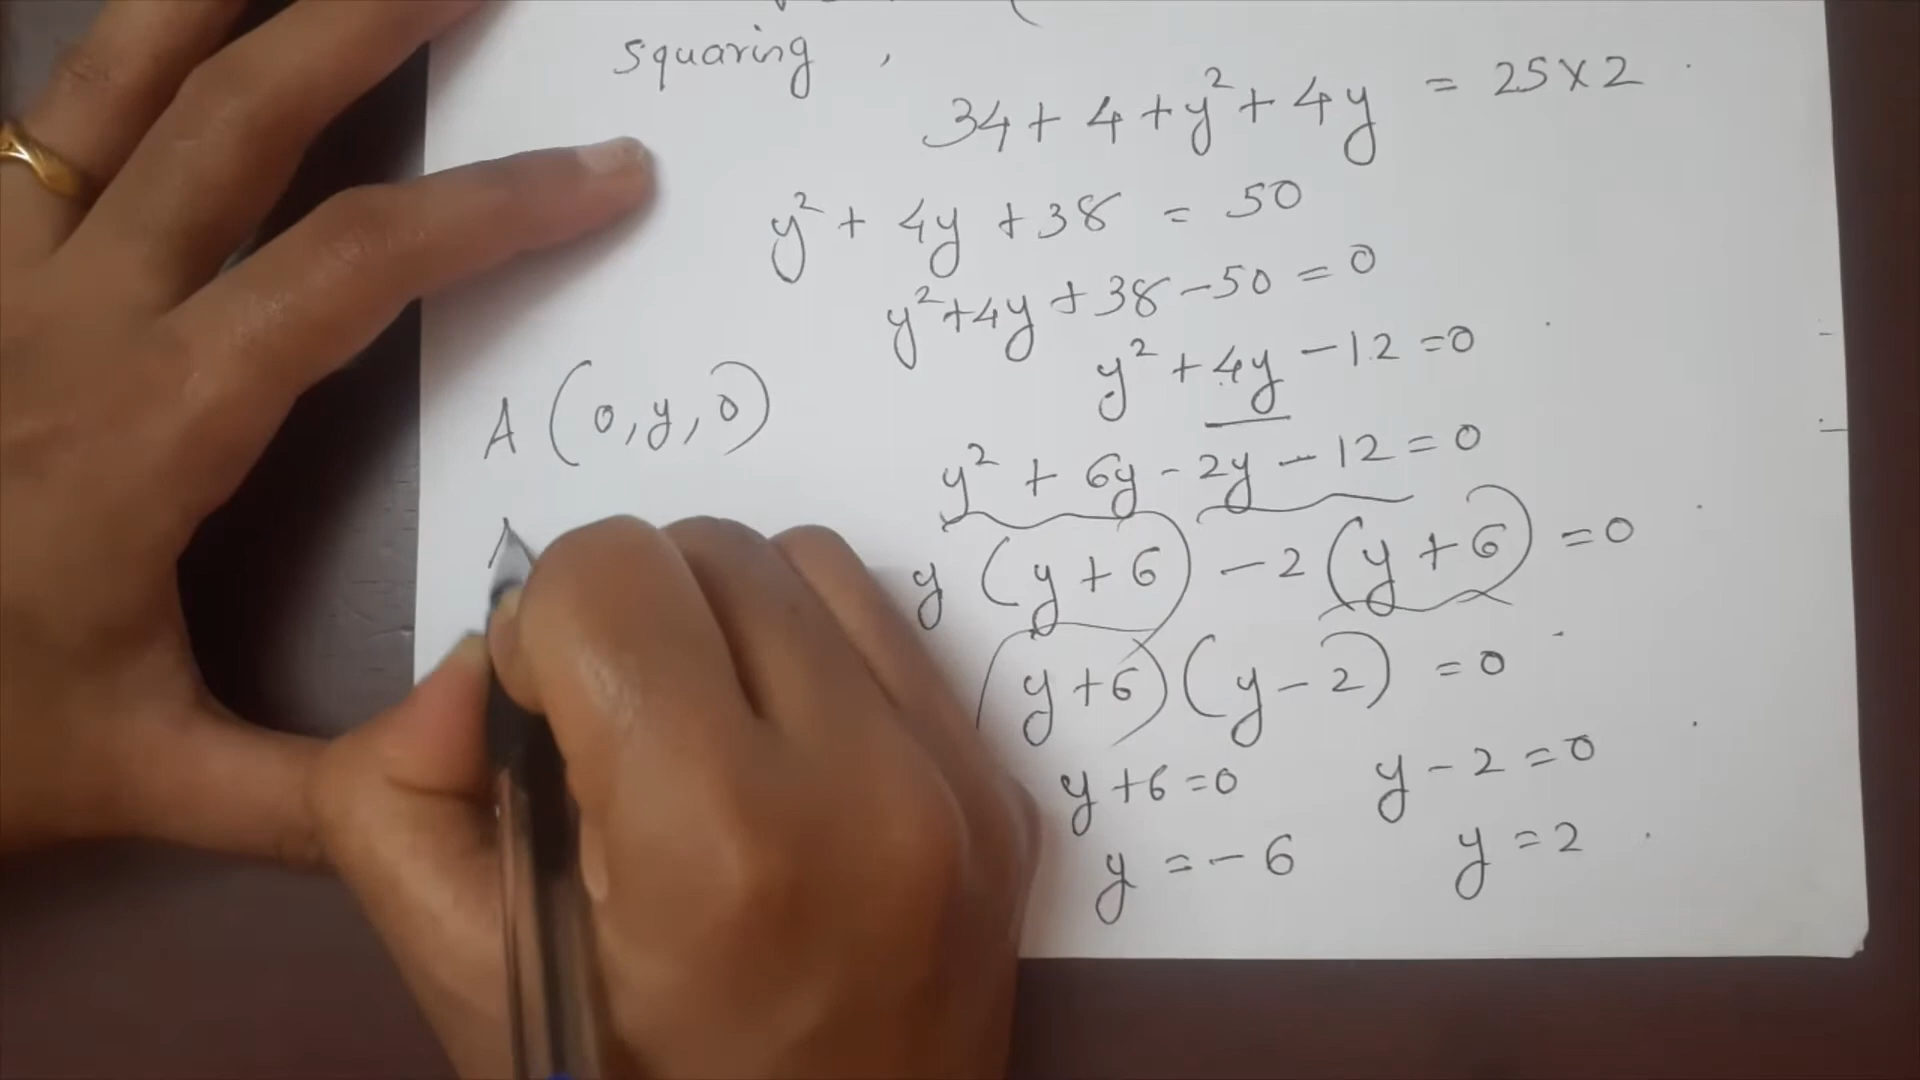 squaring ,
34 + 4 + y² + 4y = 25 × 2
y² + 4y + 38 = 50
y² + 4y + 38 - 50 = 0
y² + 4y - 12 = 0
A (0, y, 0)
y² + 6y - 2y - 12 = 0
y (y + 6) - 2 (y + 6) = 0
(y + 6) (y - 2) = 0
y + 6 = 0 y - 2 = 0
y = - 6 y = 2